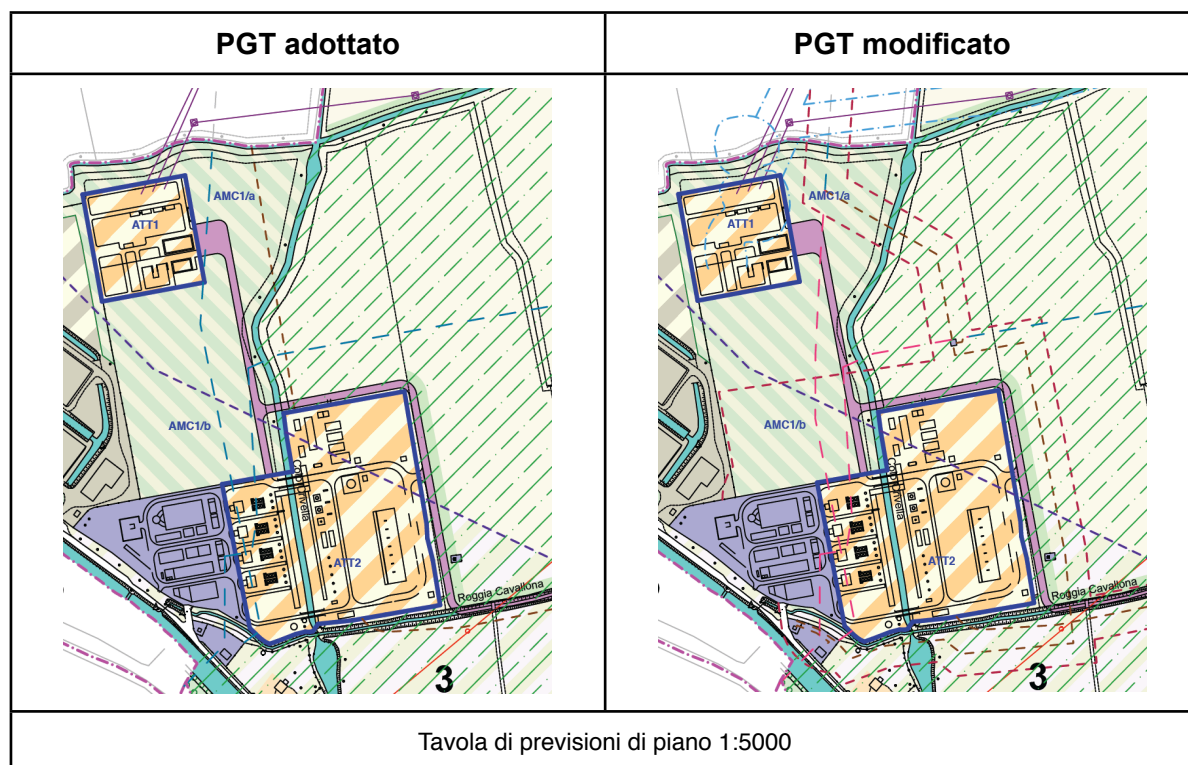 PGT adottato
PGT modificato
AMC1/a
ATT1
AMC1/b
ATT2
Roggia Cavallona
3
AMC1/a
ATT1
AMC1/b
ATT2
Roggia Cavallona
3
Tavola di previsioni di piano 1:5000